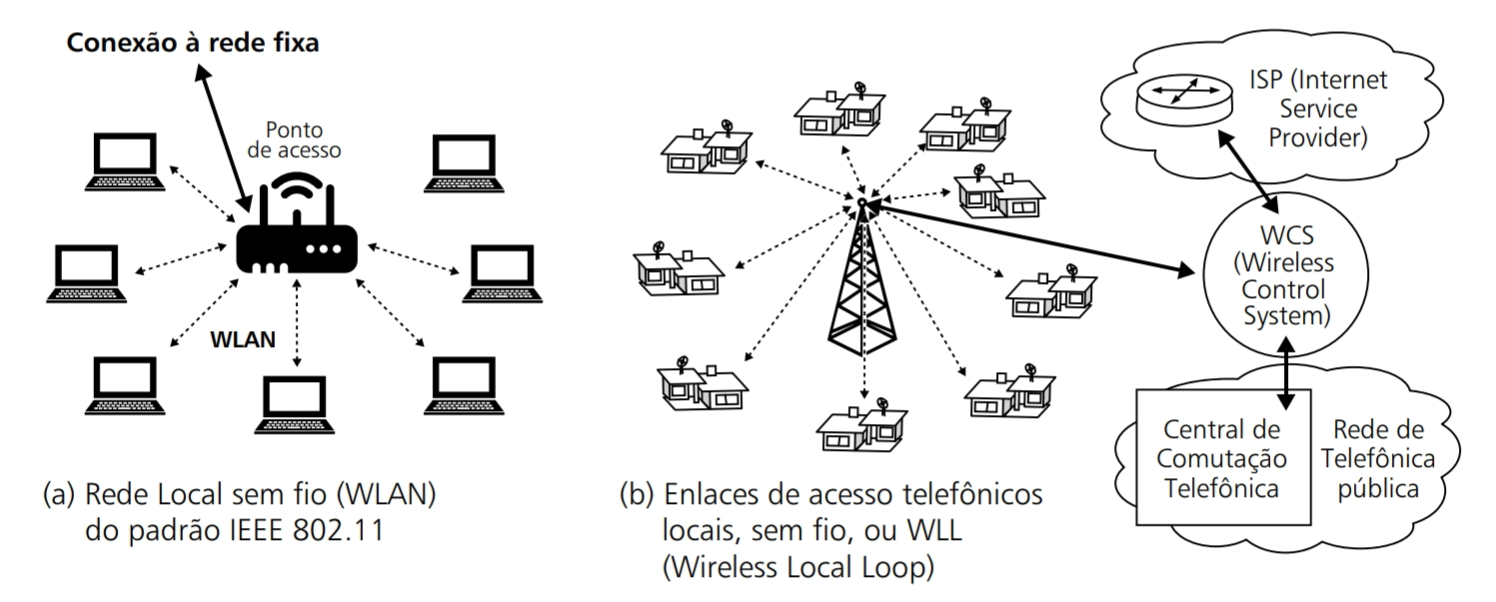 Conexão à rede fixa
Ponto
de acesso
WLAN
(a) Rede Local sem fio (WLAN)
do padrão IEEE 802.11
ISP (Internet
Service
Provider)
WCS
(Wireless
Control
System)
Central de
Comutação
Telefônica
Rede de
Telefônica
pública
(b) Enlaces de acesso telefônicos
locais, sem fio, ou WLL
(Wireless Local Loop)